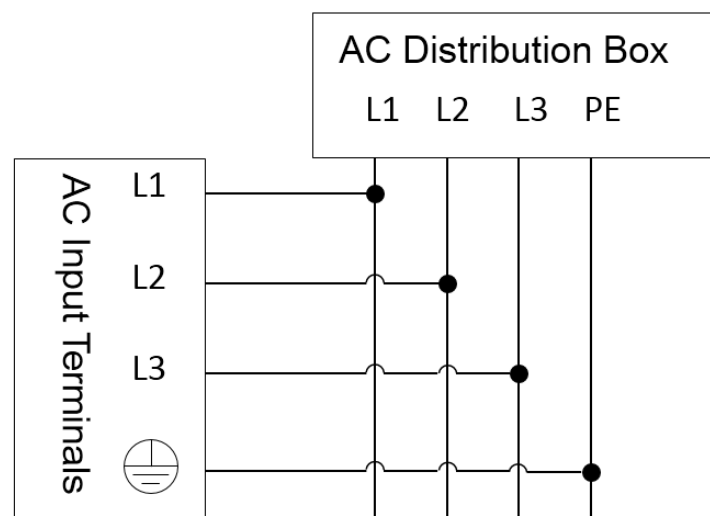 AC Distribution Box
L1 L2 L3 PE
AC Input Terminals
L1
L2
L3